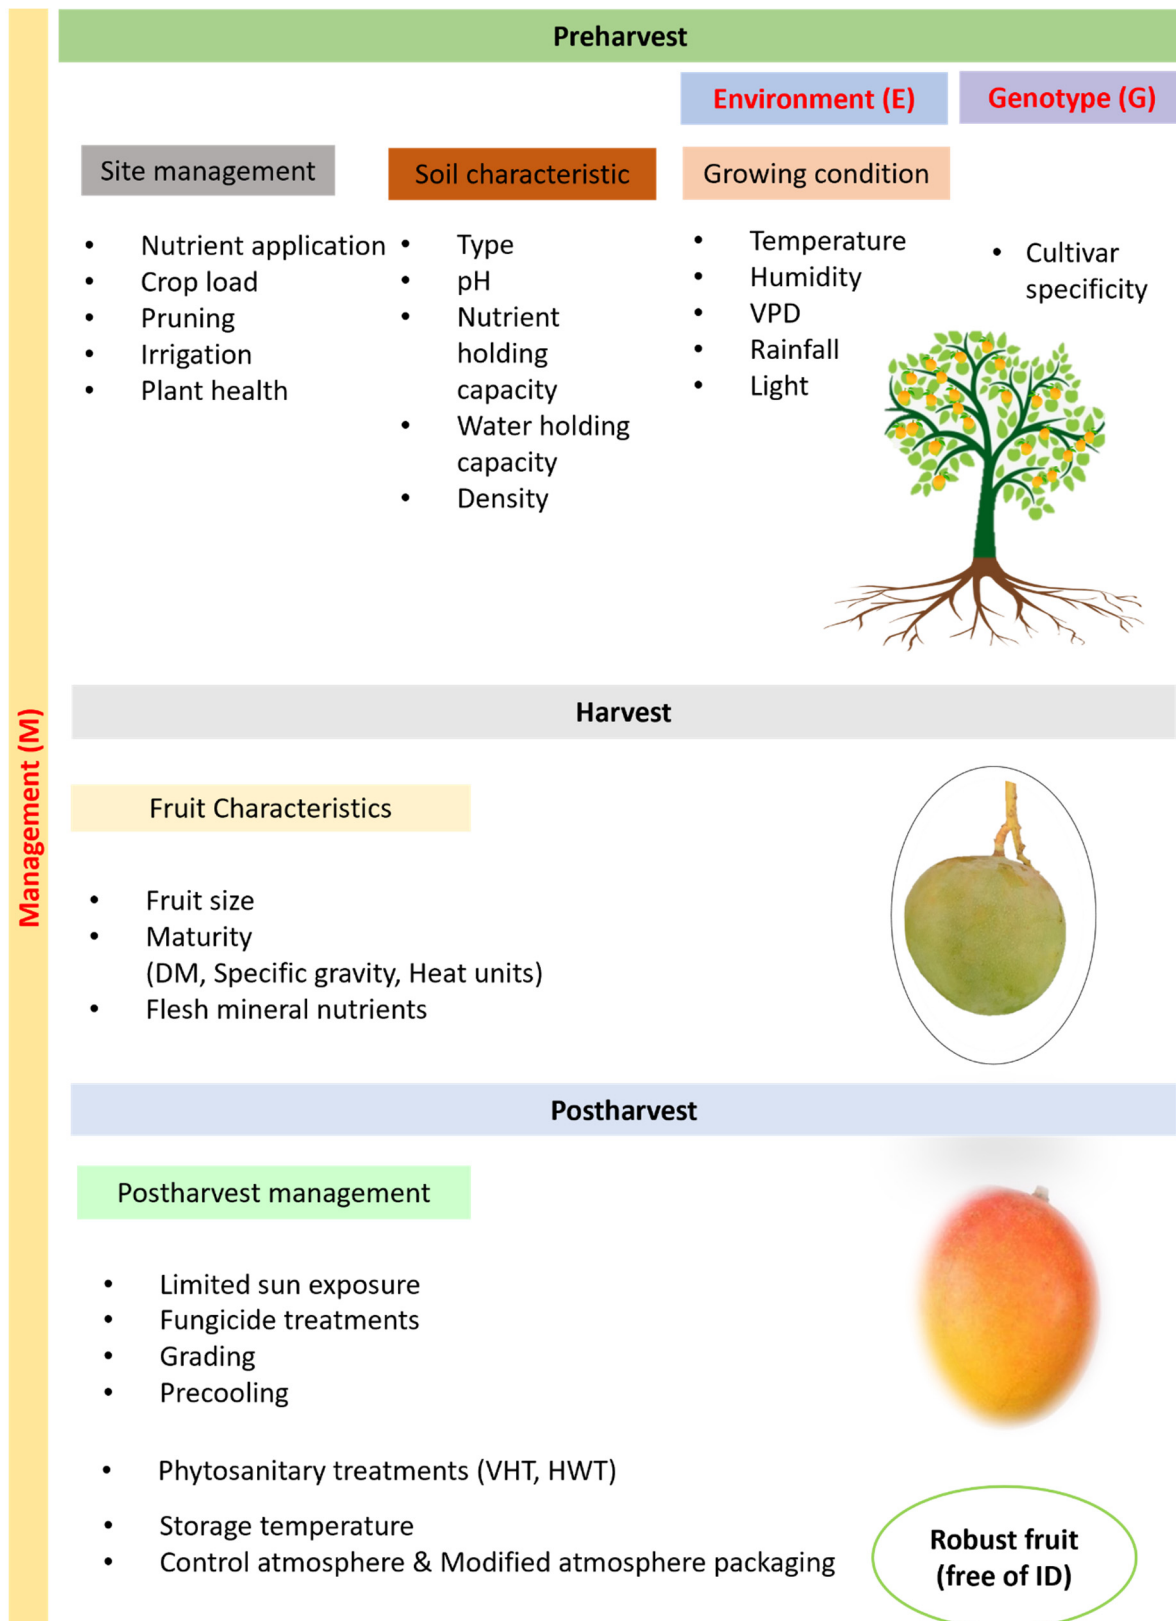 Preharvest
Environment (E)
Genotype (G)
Site management
Nutrient application
Crop load
Pruning
Irrigation
Plant health
Soil characteristic
Type
pH
Nutrient
holding
capacity
Water holding
capacity
Density
Growing condition
Temperature
Humidity
VPD
Rainfall
Light
Cultivar
specificity
Management (M)
Harvest
Fruit Characteristics
Fruit size
Maturity
(DM, Specific gravity, Heat units)
Flesh mineral nutrients
Postharvest
Postharvest management
Limited sun exposure
Fungicide treatments
Grading
Precooling
Phytosanitary treatments (VHT, HWT)
Storage temperature
Control atmosphere & Modified atmosphere packaging
Robust fruit
(free of ID)